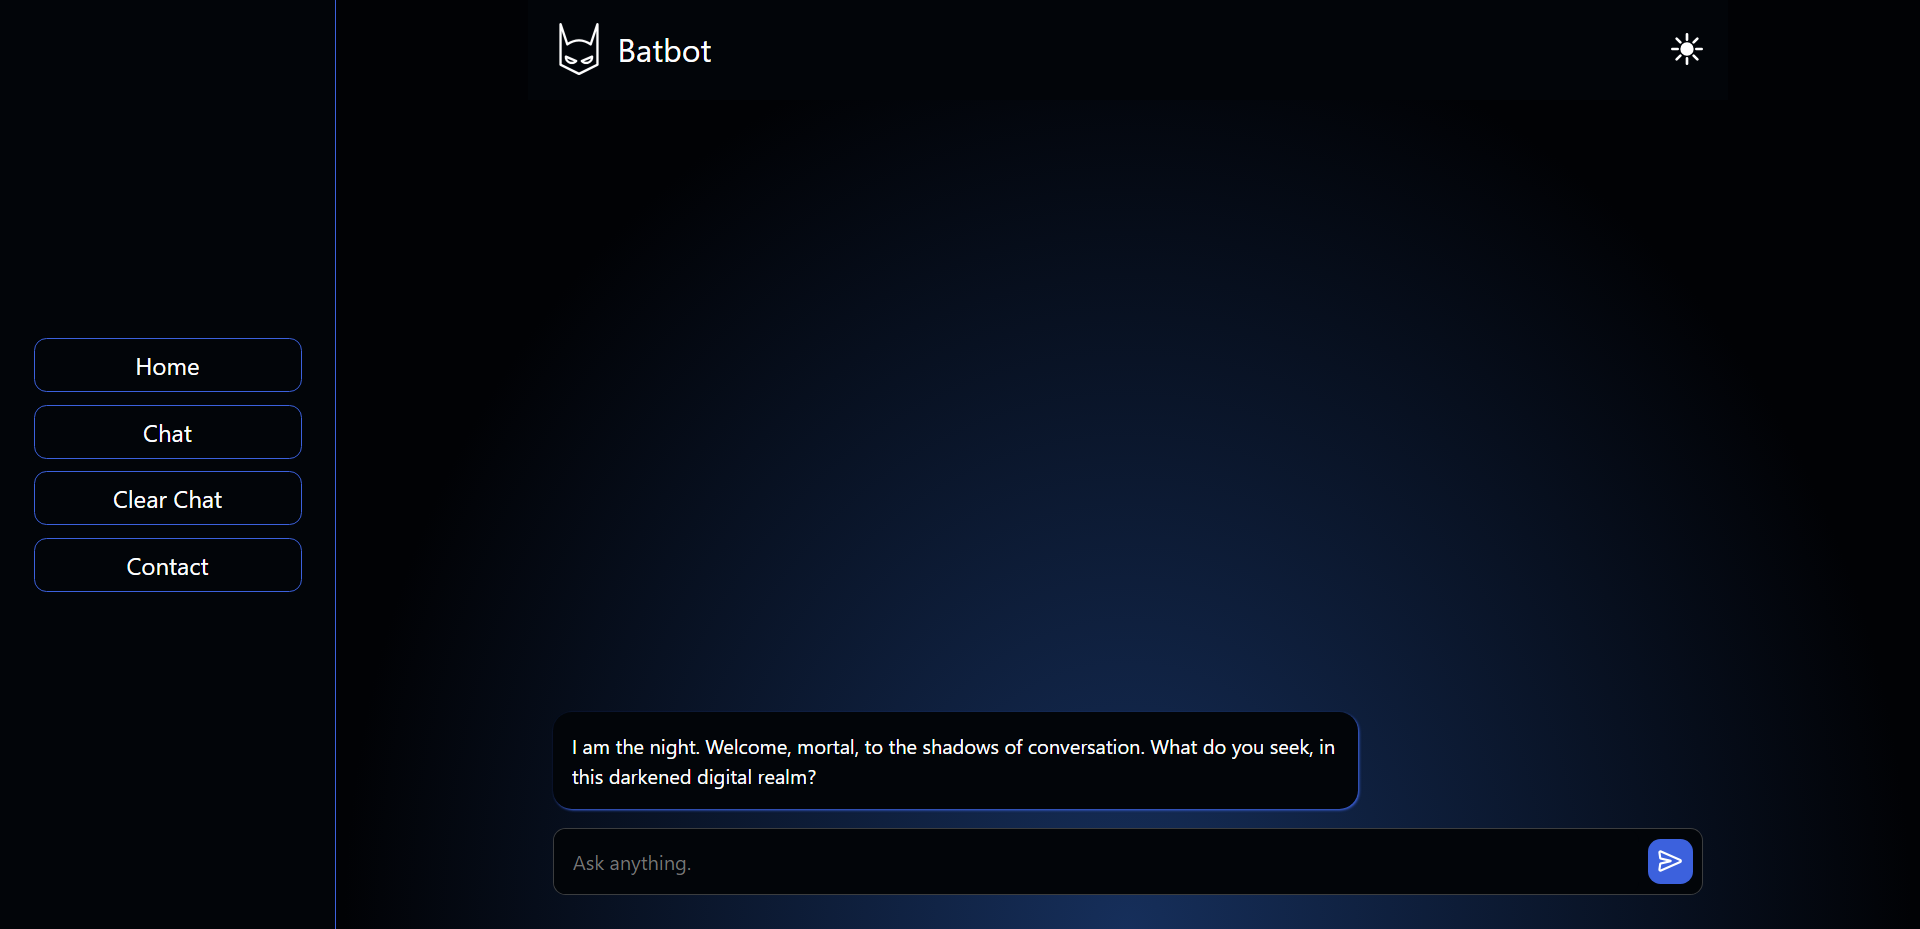 Batbot
Home
Chat
Clear Chat
Contact
I am the night. Welcome, mortal, to the shadows of conversation. What do you seek, in
this darkened digital realm?
Ask anything.